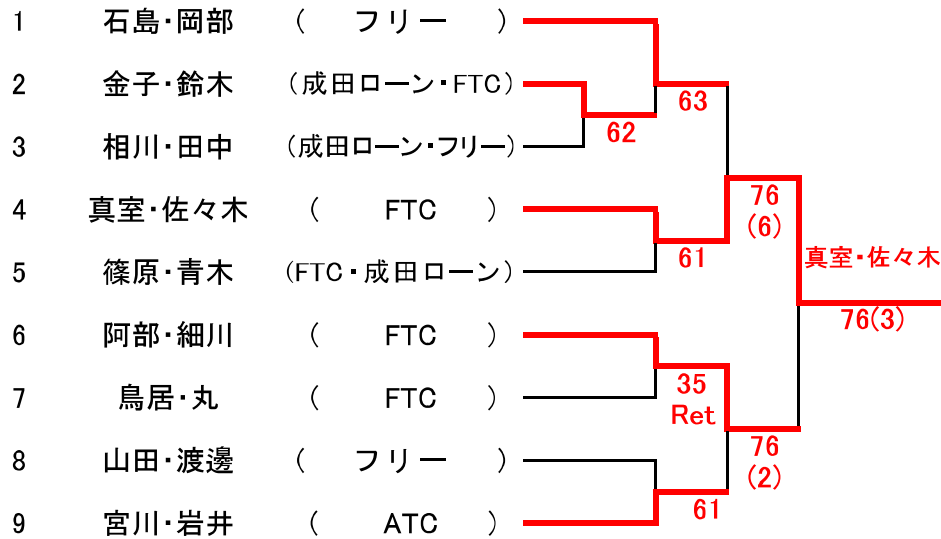 1 石島・岡部 ( フリー )
2 金子・鈴木 (成田ローン・FTC)
63
62
3 相川・田中 (成田ローン・フリー)
4 真室・佐々木 ( FTC )
76
(6)
61
真室・佐々木
5 篠原・青木 (FTC・成田ローン)
76(3)
6 阿部・細川 ( FTC )
35
Ret
7 鳥居・丸 ( FTC )
76
(2)
8 山田・渡邊 ( フリー )
61
9 宮川・岩井 ( ATC )